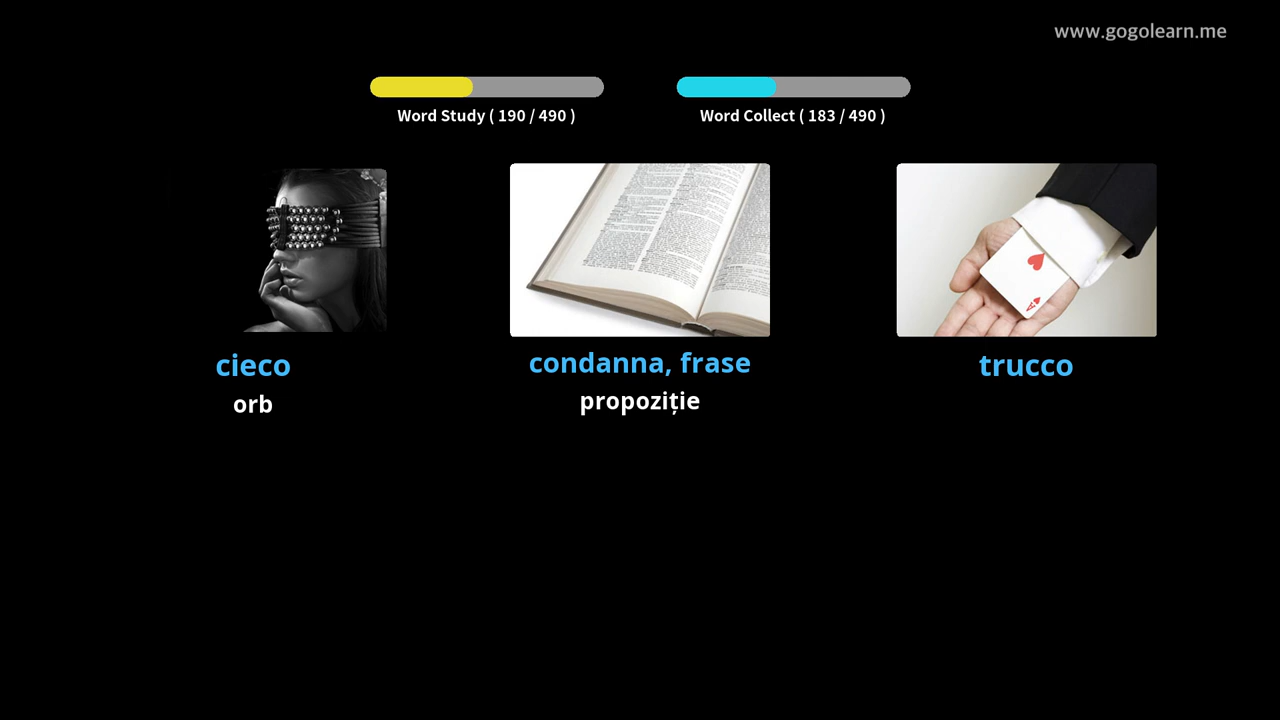 www.gogolearn.me
Word Study ( 190 / 490 )
Word Collect ( 183 / 490 )
cieco
orb
condanna, frase
propoziție
trucco
A